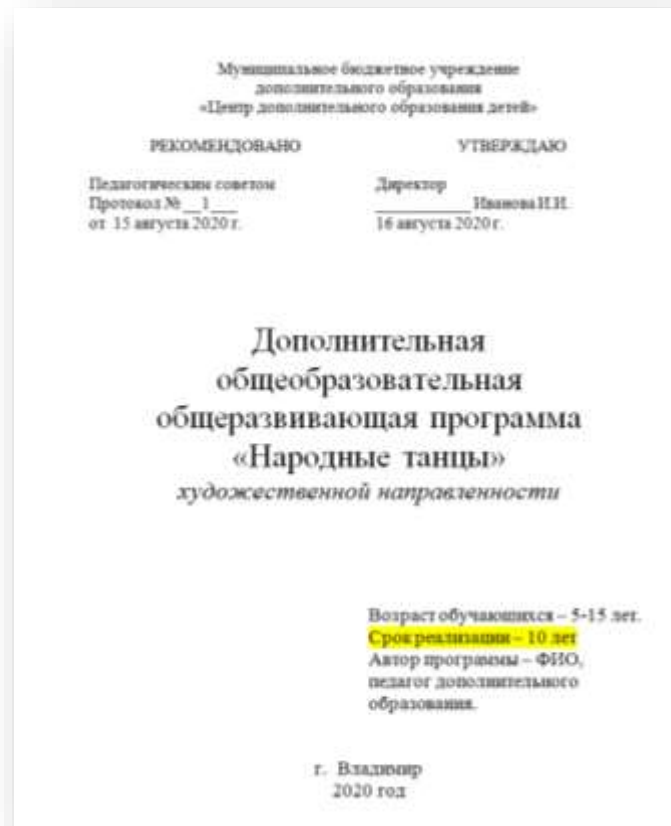 Муниципальное бюджетное учреждение
дополнительного образования
«Центр дополнительного образования детей»
РЕКОМЕНДОВАНО УТВЕРЖДАЮ
Педагогическим советом Директор
Протокол № __1___ __________ Иванова И.И.
от 15 августа 2020 г. 16 августа 2020 г.
Дополнительная
общеобразовательная
общеразвивающая программа
«Народные танцы»
художественной направленности
Возраст обучающихся – 5-15 лет.
Срок реализации – 10 лет
Автор программы – ФИО,
педагог дополнительного
образования.
г. Владимир
2020 год